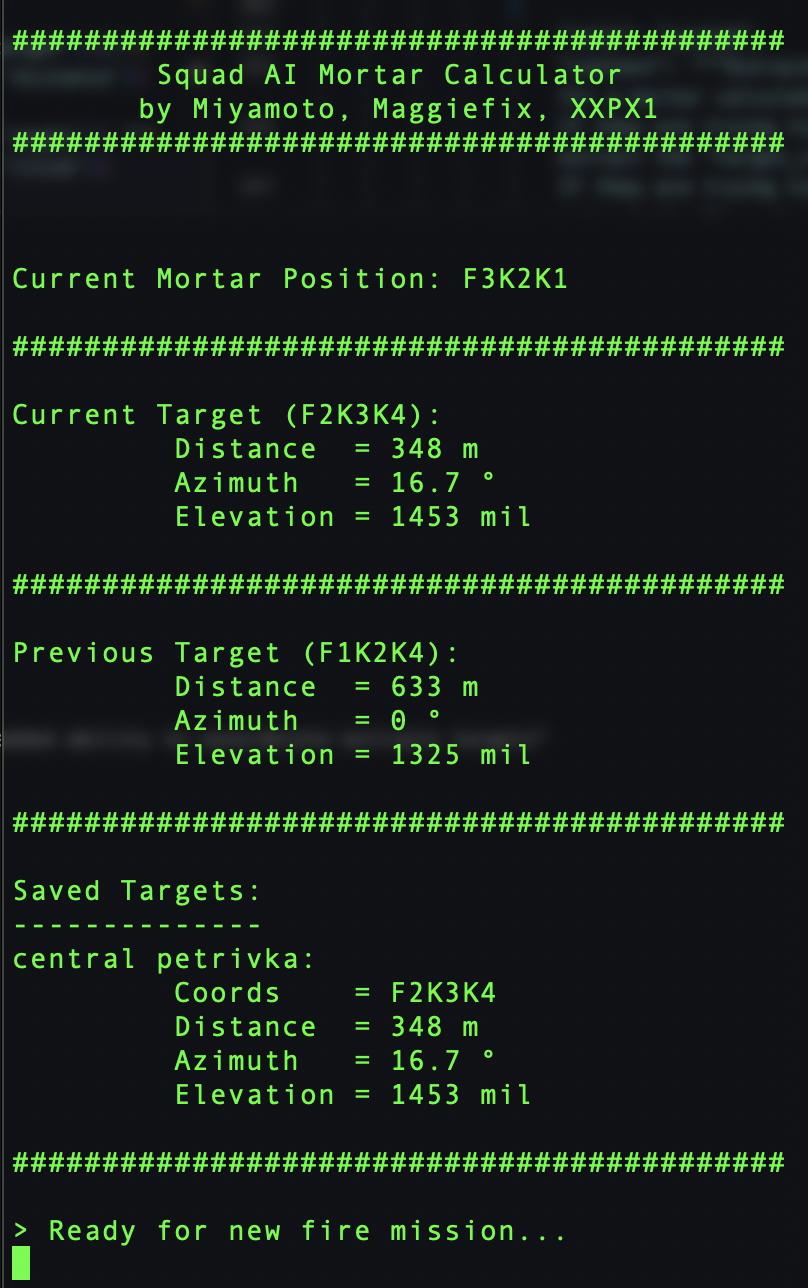 ###########################################
Squad AI Mortar Calculator
by Miyamoto, Maggiefix, XXPX1
###########################################
Current Mortar Position: F3K2K1
###########################################
Current Target (F2K3K4):
Distance = 348 m
Azimuth = 16.7 °
Elevation = 1453 mil
###########################################
Previous Target (F1K2K4):
Distance = 633 m
Azimuth = 0 °
Elevation = 1325 mil
###########################################
Saved Targets:
--------------
central petrivka:
Coords = F2K3K4
Distance = 348 m
Azimuth = 16.7 °
Elevation = 1453 mil
###########################################
> Ready for new fire mission...